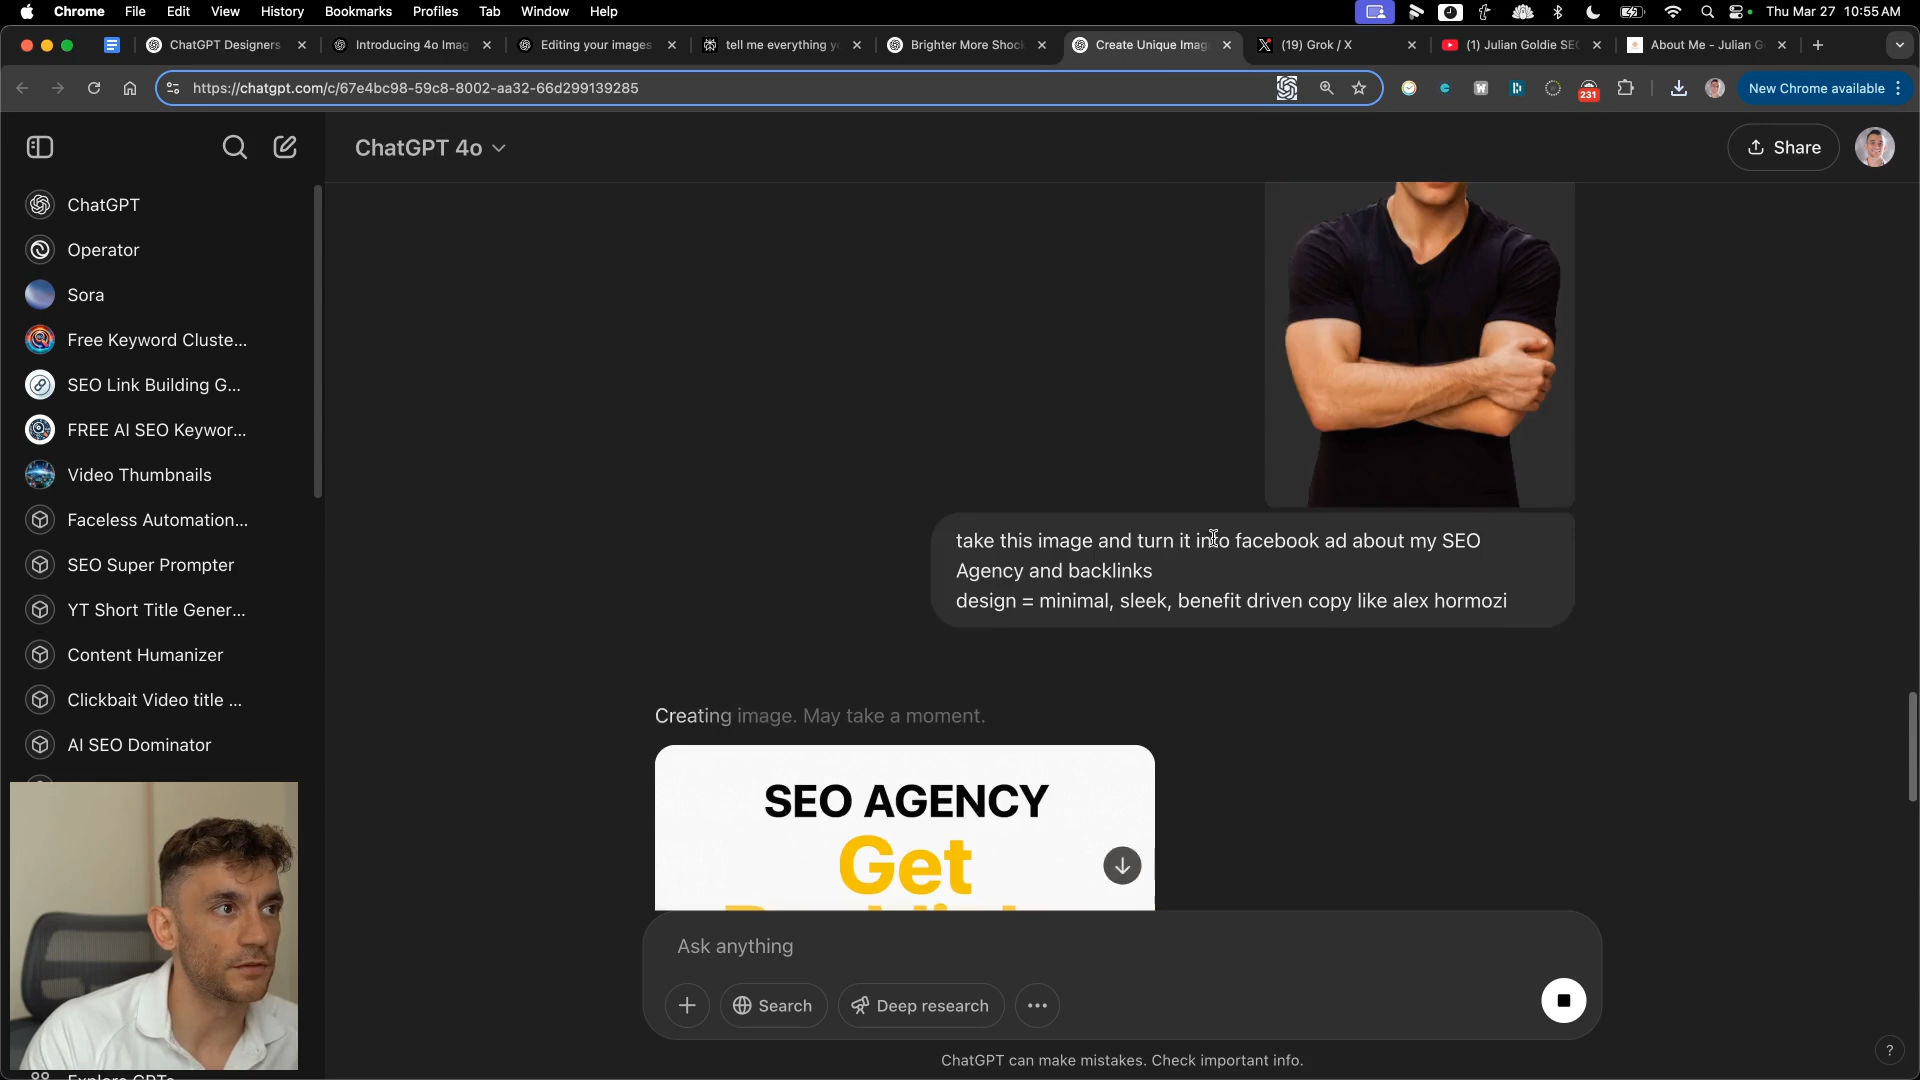 Chrome File Edit View History Bookmarks Profiles Tab Window Help
Thu Mar 27 10:55 AM
ChatGPT Designers
Introducing 4o Imag
Editing your images
tell me everything y
Brighter More Shock
Create Unique Imag
(19) Grok / X
(1) Julian Goldie SEO
About Me - Julian G
https://chatgpt.com/c/67e4bc98-59c8-8002-aa32-66d299139285
231
New Chrome available
ChatGPT 4o
Share
ChatGPT
Operator
Sora
Free Keyword Cluste...
SEO Link Building G...
FREE AI SEO Keywor...
Video Thumbnails
Faceless Automation...
SEO Super Prompter
YT Short Title Gener...
Content Humanizer
Clickbait Video title ...
AI SEO Dominator
Explore GPTs
take this image and turn it into facebook ad about my SEO
Agency and backlinks
design = minimal, sleek, benefit driven copy like alex hormozi
Creating image. May take a moment.
SEO AGENCY
Get
Ask anything
Search
Deep research
ChatGPT can make mistakes. Check important info.
?